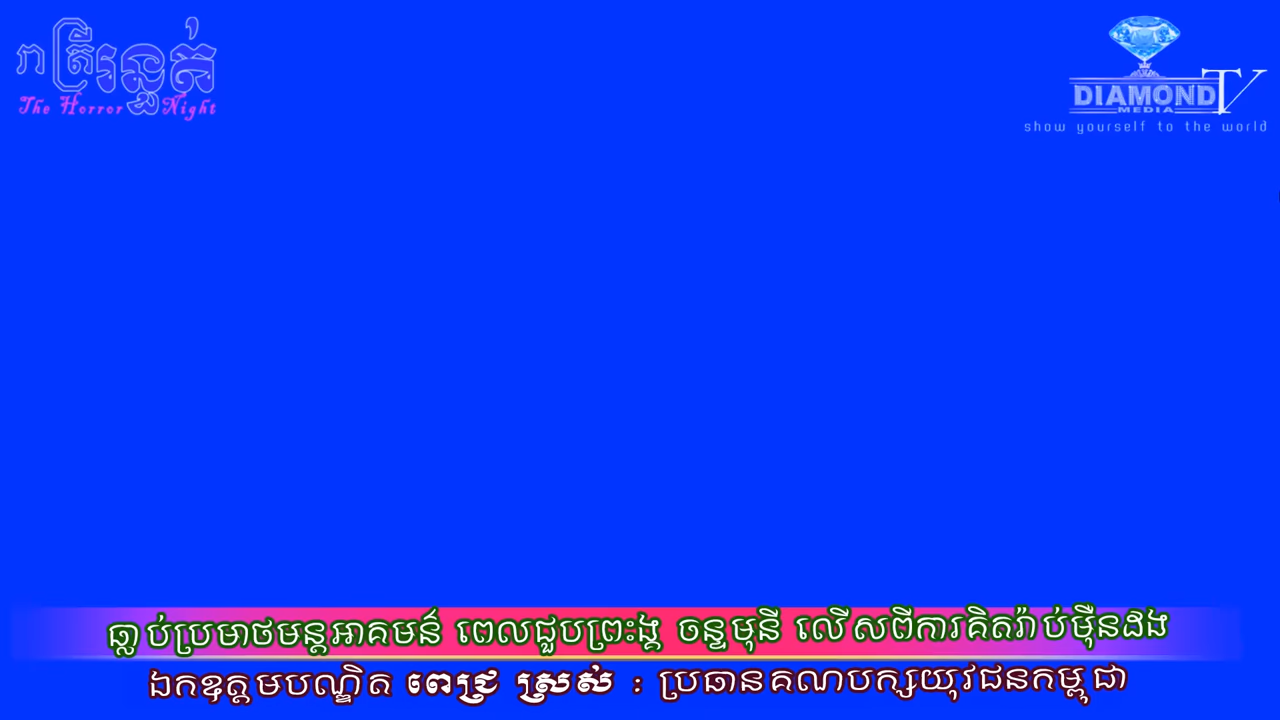 រាត្រីរន្ធត់
The Horror Night
DIAMOND TV
MEDIA
show yourself to the world
ធ្លាប់ប្រមាថមន្តអាគមន៍ ពេលជួបព្រះង្គ ចន្ទមុនី លើសពីការគិតរ៉ាប់ម៉ឺនដង
ឯកឧត្តមបណ្ឌិត ពេជ្រ ស្រស់ : ប្រធានគណបក្សយុវជនកម្ពុជា